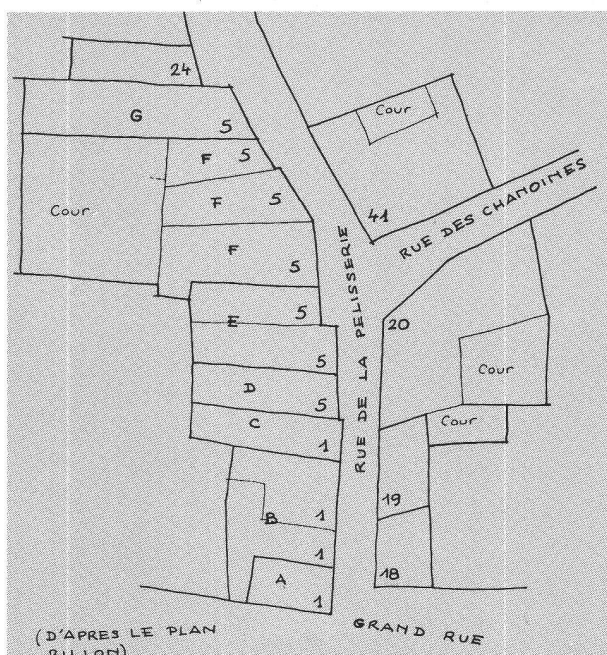 24
G
5
F 5
F 5
F
5
Cour
Cour
41
RUE DES CHANOINES
RUE DE LA PELISSERIE
E 5
5
D
5
C
1
20
Cour
Cour
B 1
1
A
1
19
18
GRAND RUE
(D'APRES LE PLAN
BILLON)